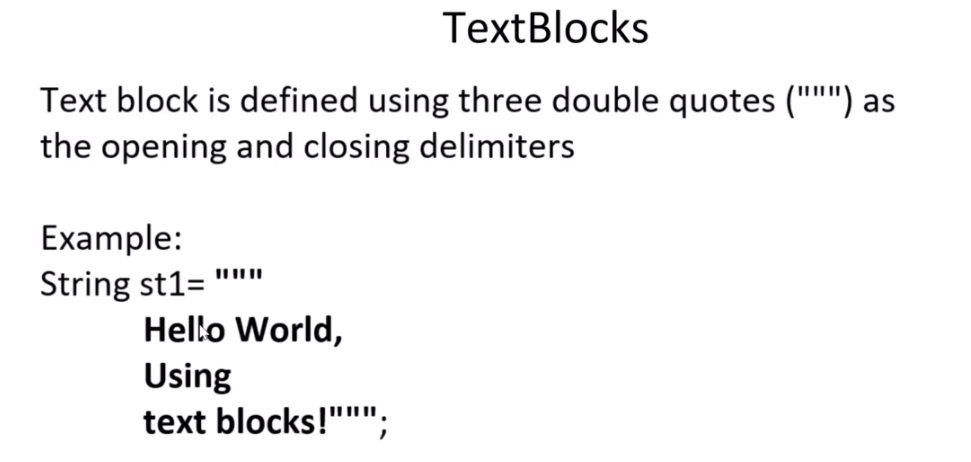 TextBlocks
Text block is defined using three double quotes (""") as
the opening and closing delimiters
Example:
String st1= """
Hello World,
Using
text blocks!""";